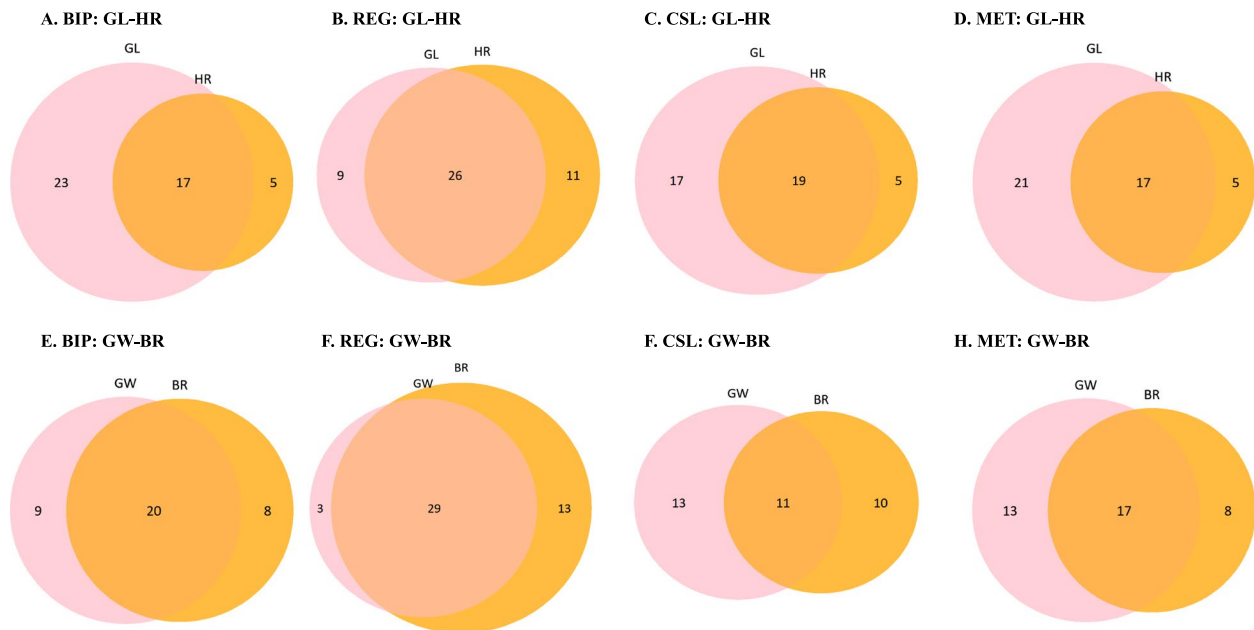 A. BIP: GL-HR
B. REG: GL-HR
C. CSL: GL-HR
D. MET: GL-HR
GL
HR
23
17
5
GL
HR
9
26
11
GL
HR
17
19
5
GL
HR
21
17
5
E. BIP: GW-BR
F. REG: GW-BR
F. CSL: GW-BR
H. MET: GW-BR
GW
BR
9
20
8
BR
GW
3
29
13
GW
BR
13
11
10
GW
BR
13
17
8